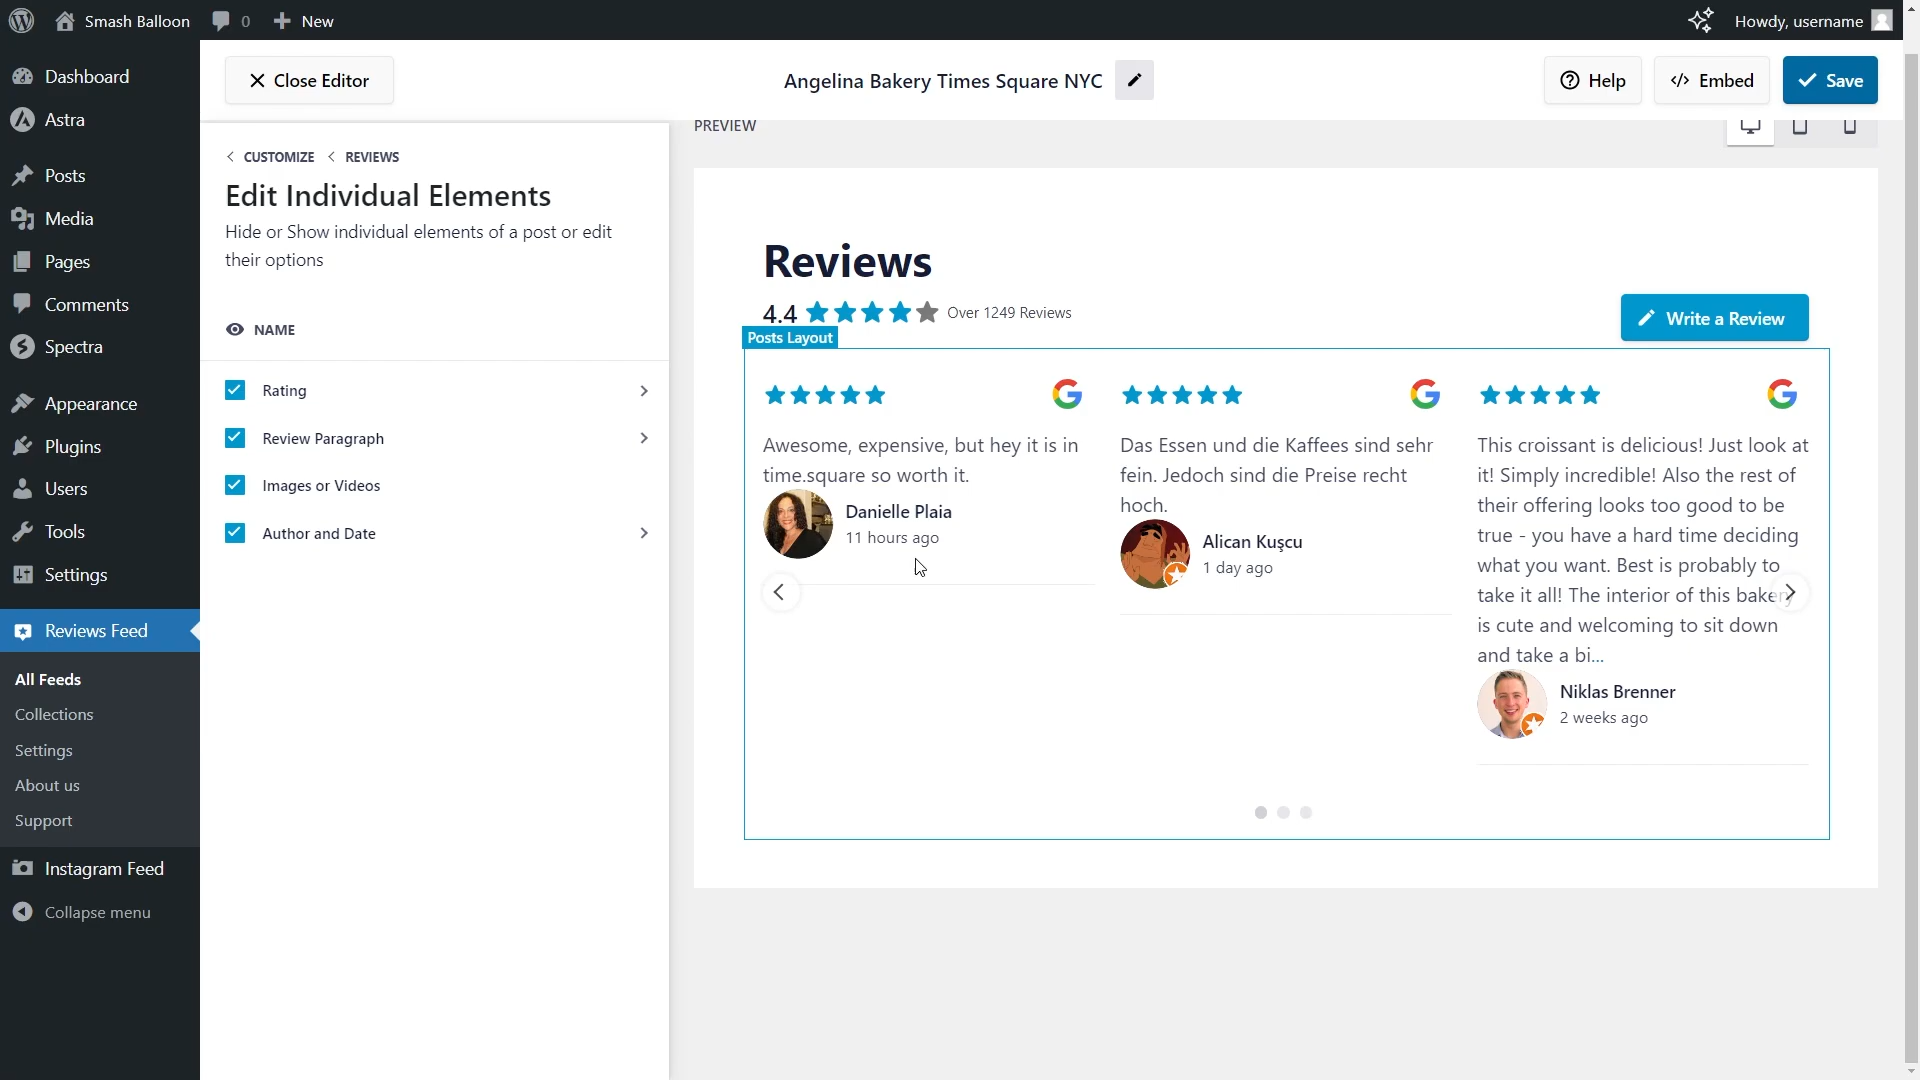 Smash Balloon
0
New
Howdy, username
Dashboard
Astra
Posts
Media
Pages
Comments
Spectra
Appearance
Plugins
Users
Tools
Settings
Reviews Feed
All Feeds
Collections
Settings
About us
Support
Instagram Feed
Collapse menu
Close Editor
Angelina Bakery Times Square NYC
Help
Embed
Save
CUSTOMIZE
REVIEWS
Edit Individual Elements
Hide or Show individual elements of a post or edit
their options
NAME
Rating
Review Paragraph
Images or Videos
Author and Date
PREVIEW
Reviews
4.4
Over 1249 Reviews
Write a Review
Posts Layout
Awesome, expensive, but hey it is in
time.square so worth it.
Danielle Plaia
11 hours ago
Das Essen und die Kaffees sind sehr
fein. Jedoch sind die Preise recht
hoch.
Alican Kuşcu
1 day ago
This croissant is delicious! Just look at
it! Simply incredible! Also the rest of
their offering looks too good to be
true - you have a hard time deciding
what you want. Best is probably to
take it all! The interior of this bakery
is cute and welcoming to sit down
and take a bi...
Niklas Brenner
2 weeks ago